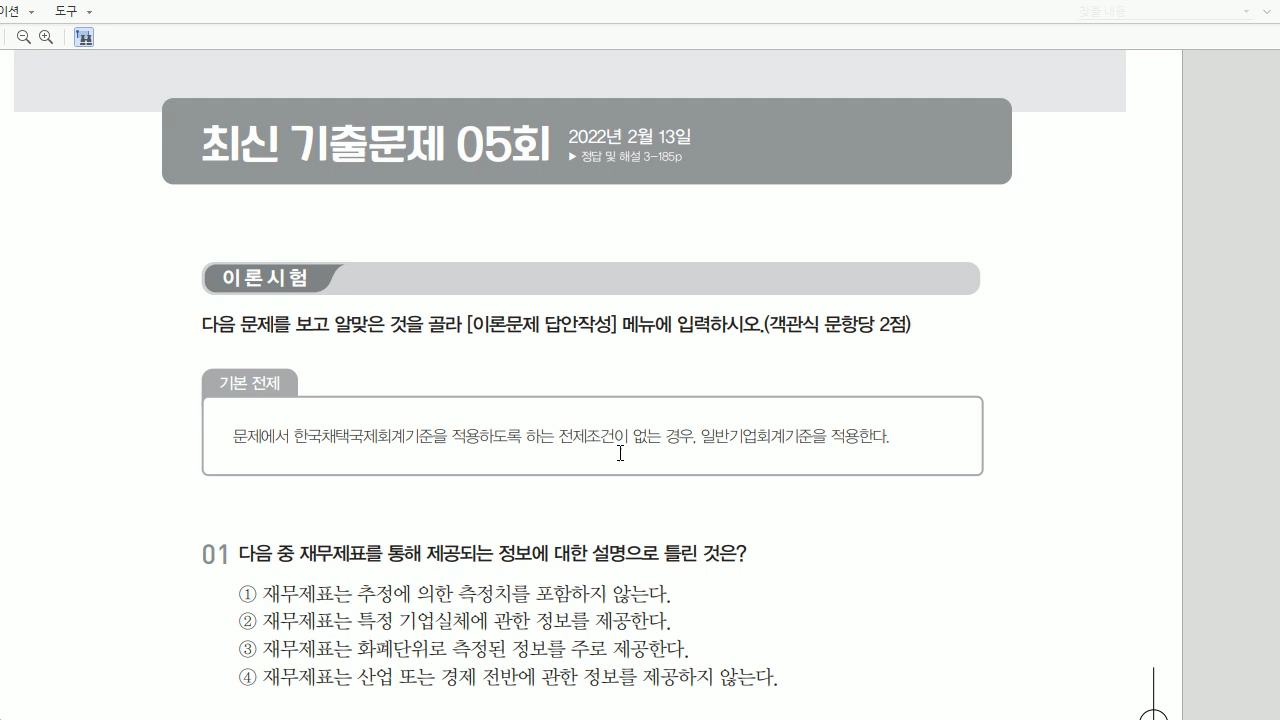 이션 도구
찾을 내용
최신 기출문제 05회 2022년 2월 13일
▶ 정답 및 해설 3-185p
이론시험
다음 문제를 보고 알맞은 것을 골라 [이론문제 답안작성] 메뉴에 입력하시오.(객관식 문항당 2점)
기본 전제
문제에서 한국채택국제회계기준을 적용하도록 하는 전제조건이 없는 경우, 일반기업회계기준을 적용한다.
01 다음 중 재무제표를 통해 제공되는 정보에 대한 설명으로 틀린 것은?
① 재무제표는 추정에 의한 측정치를 포함하지 않는다.
② 재무제표는 특정 기업실체에 관한 정보를 제공한다.
③ 재무제표는 화폐단위로 측정된 정보를 주로 제공한다.
④ 재무제표는 산업 또는 경제 전반에 관한 정보를 제공하지 않는다.